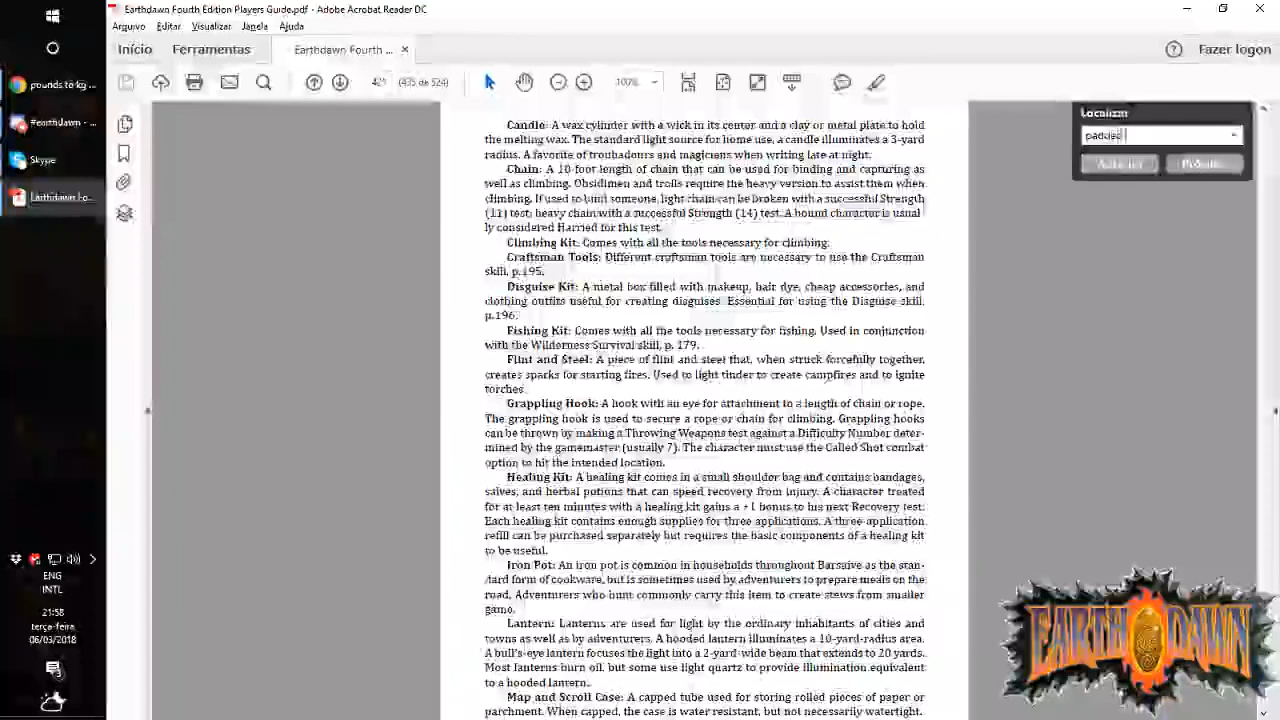 Earthdawn Fourth Edition Players Guide.pdf - Adobe Acrobat Reader DC
Arquivo Editar Visualizar Janela Ajuda
Início Ferramentas Earthdawn Fourth ... × ? Fazer logon
(435 de 524) 100%
pounds to kg ...
#earthdawn - ...
Skype
Earthdawn Fo...
Localizar
Próximo
Candle: A wax cylinder with a wick in its center and a clay or metal plate to hold
the melting wax. The standard light source for home use, a candle illuminates a 3-yard
radius. A favorite of troubadours and magicians when writing late at night.
Chain: A 10-foot length of chain that can be used for binding and capturing as
well as climbing. Obsidimen and trolls require the heavy version to assist them when
climbing. If used to bind someone, light chain can be broken with a successful Strength
(11) test; heavy chain with a successful Strength (14) test. A bound character is usual-
ly considered Harried for this test.
Climbing Kit: Comes with all the tools necessary for climbing.
Craftsman Tools: Different craftsman tools are necessary to use the Craftsman
skill, p.195.
Disguise Kit: A metal box filled with makeup, hair dye, cheap accessories, and
clothing outfits useful for creating disguises. Essential for using the Disguise skill,
p.196.
Fishing Kit: Comes with all the tools necessary for fishing. Used in conjunction
with the Wilderness Survival skill, p. 179.
Flint and Steel: A piece of flint and steel that, when struck forcefully together,
creates sparks for starting fires. Used to light tinder to create campfires and to ignite
torches.
Grappling Hook: A hook with an eye for attachment to a length of chain or rope.
The grappling hook is used to secure a rope or chain for climbing. Grappling hooks
can be thrown by making a Throwing Weapons test against a Difficulty Number deter-
mined by the gamemaster (usually 7). The character must use the Called Shot combat
option to hit the intended location.
Healing Kit: A healing kit comes in a small shoulder bag and contains bandages,
salves, and herbal potions that can speed recovery from injury. A character treated
for at least ten minutes with a healing kit gains a +1 bonus to his next Recovery test.
Each healing kit contains enough supplies for three applications. A three-application
refill can be purchased separately but requires the basic components of a healing kit
to be useful.
Iron Pot: An iron pot is common in households throughout Barsaive as the stan-
dard form of cookware, but is sometimes used by adventurers to prepare meals on the
road. Adventurers who hunt commonly carry this item to create stews from smaller
game.
Lantern: Lanterns are used for light by the ordinary inhabitants of cities and
towns as well as by adventurers. A hooded lantern illuminates a 10-yard-radius area.
A bull's-eye lantern focuses the light into a 2-yard-wide beam that extends to 20 yards.
Most lanterns burn oil, but some use light quartz to provide illumination equivalent
to a hooded lantern.
Map and Scroll Case: A capped tube used for storing rolled pieces of paper or
parchment. When capped, the case is water resistant, but not necessarily watertight.
ENG
INTL
21:58
terça-feira
06/03/2018
EARTHDAWN